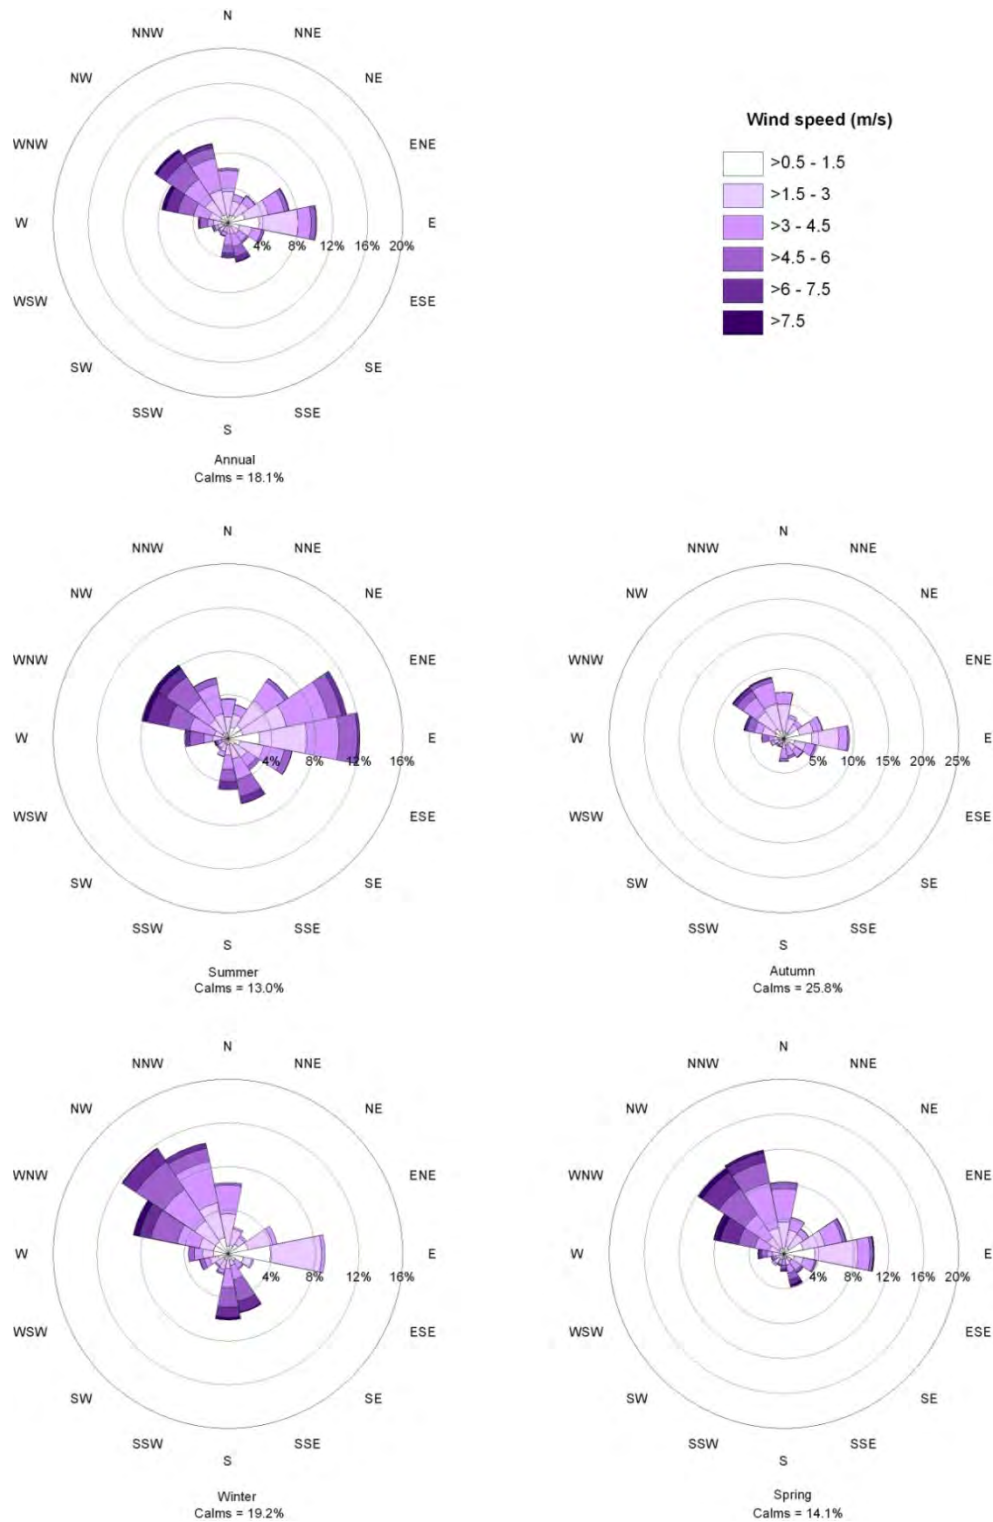 N
NNW NNE
NW NE
WNW ENE
W E
4% 8% 12% 16% 20%
WSW ESE
SW SE
SSW SSE
S
Annual
Calms = 18.1%
Wind speed (m/s)
>0.5 - 1.5
>1.5 - 3
>3 - 4.5
>4.5 - 6
>6 - 7.5
>7.5
N
NNW NNE
NW NE
WNW ENE
W E
4% 8% 12% 16%
WSW ESE
SW SE
SSW SSE
S
Summer
Calms = 13.0%
N
NNW NNE
NW NE
WNW ENE
W E
5% 10% 15% 20% 25%
WSW ESE
SW SE
SSW SSE
S
Autumn
Calms = 25.8%
N
NNW NNE
NW NE
WNW ENE
W E
4% 8% 12% 16%
WSW ESE
SW SE
SSW SSE
S
Winter
Calms = 19.2%
N
NNW NNE
NW NE
WNW ENE
W E
4% 8% 12% 16% 20%
WSW ESE
SW SE
SSW SSE
S
Spring
Calms = 14.1%